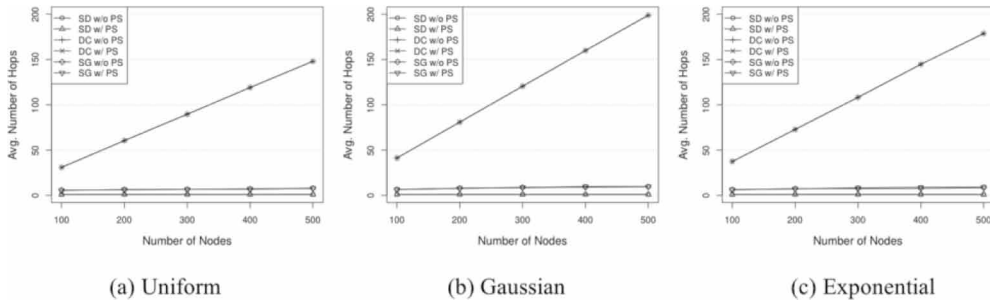 200
150
100
50
0
Avg. Number of Hops
SD w/o PS
SD w/ PS
DC w/o PS
DC w/ PS
SG w/o PS
SG w/ PS
100 200 300 400 500
Number of Nodes
(a) Uniform
200
150
100
50
0
Avg. Number of Hops
SD w/o PS
SD w/ PS
DC w/o PS
DC w/ PS
SG w/o PS
SG w/ PS
100 200 300 400 500
Number of Nodes
(b) Gaussian
200
150
100
50
0
Avg. Number of Hops
SD w/o PS
SD w/ PS
DC w/o PS
DC w/ PS
SG w/o PS
SG w/ PS
100 200 300 400 500
Number of Nodes
(c) Exponential